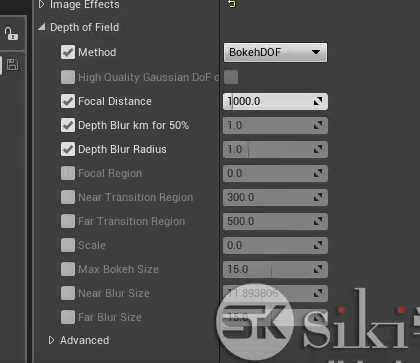 Image Effects
Depth of Field
Method BokehDOF
High Quality Gaussian DoF o
Focal Distance 1000.0
Depth Blur km for 50% 1.0
Depth Blur Radius 1.0
Focal Region 0.0
Near Transition Region 300.0
Far Transition Region 500.0
Scale 0.0
Max Bokeh Size 15.0
Near Blur Size 11.893806
Far Blur Size 15.0
Advanced
SK Siki